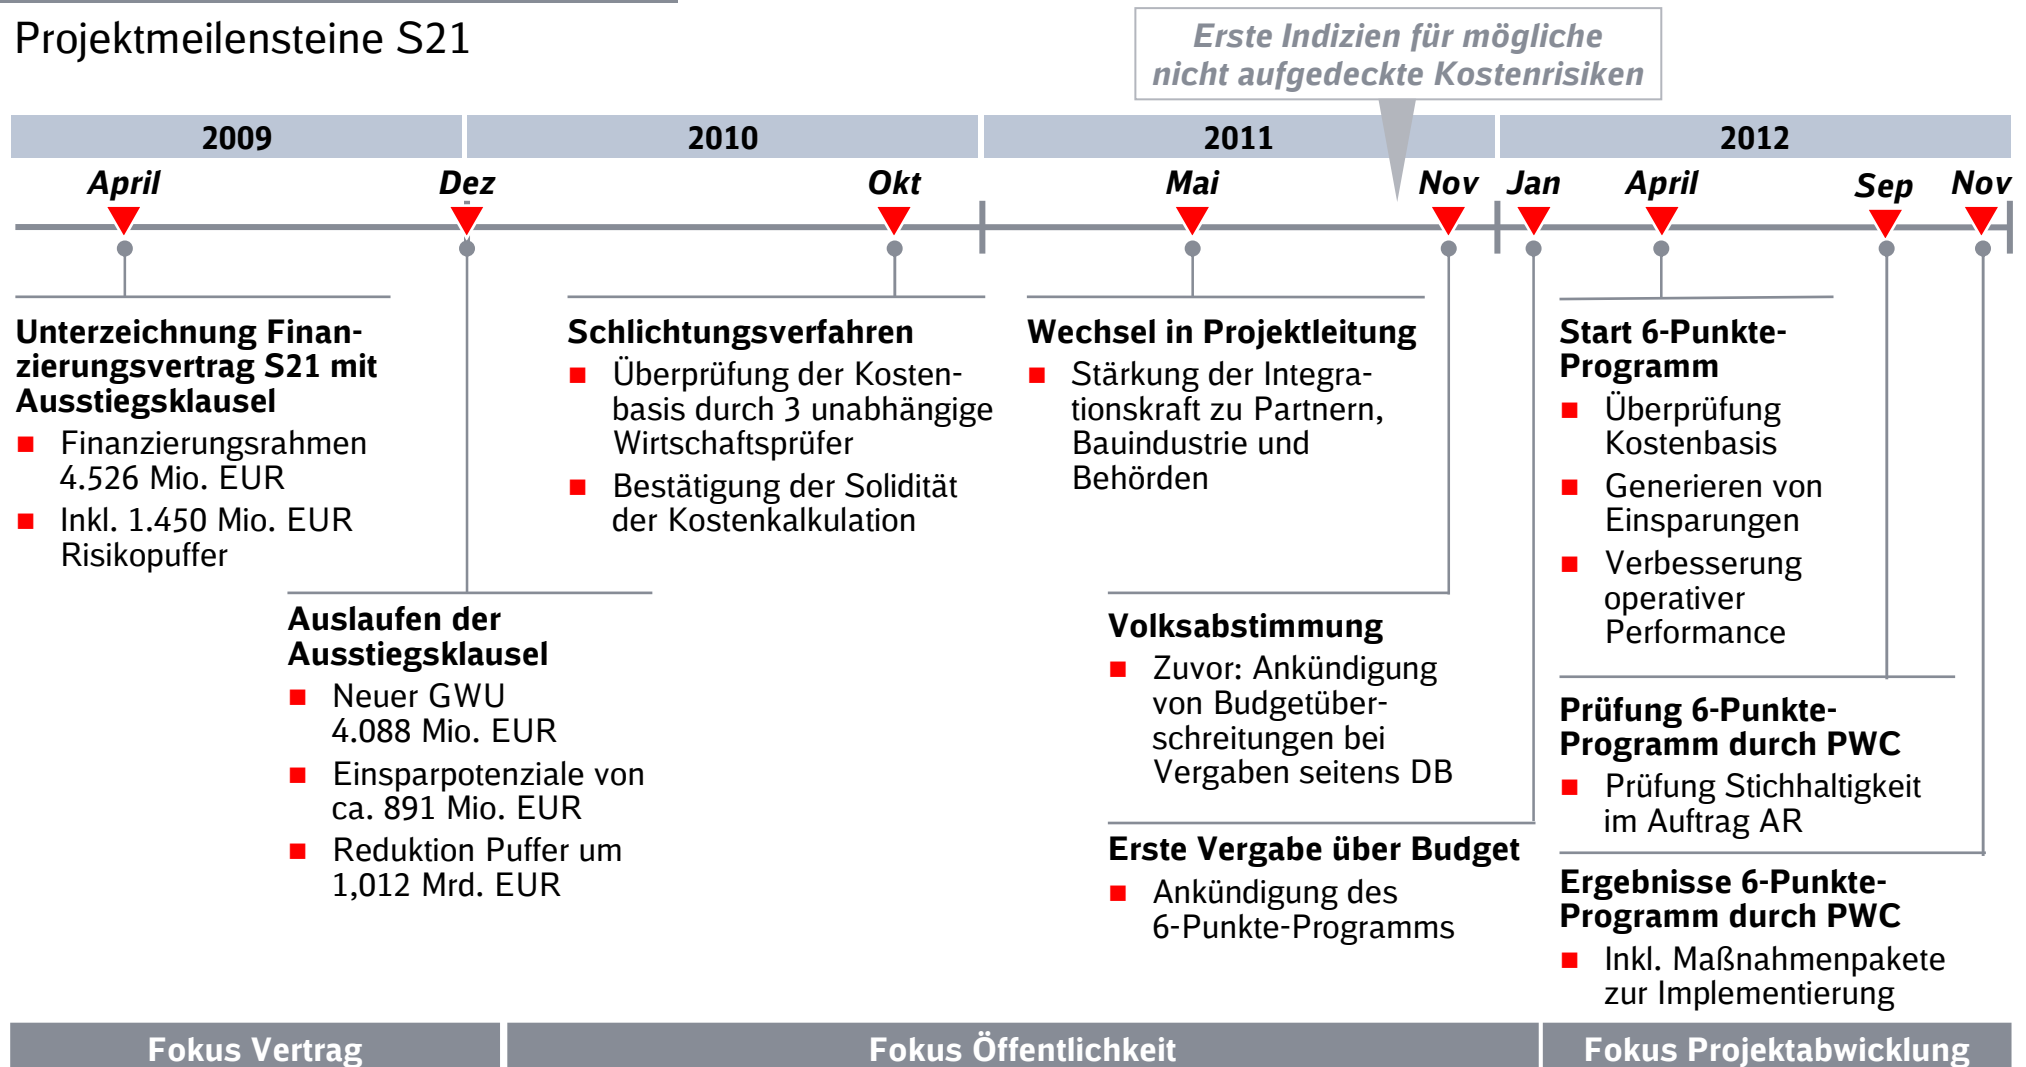 Projektmeilensteine S21
Erste Indizien für mögliche
nicht aufgedeckte Kostenrisiken
2009
2010
2011
2012
April
Dez
Okt
Mai
Nov
Jan
April
Sep
Nov
Unterzeichnung Finan-
zierungsvertrag S21 mit
Ausstiegsklausel
Finanzierungsrahmen
4.526 Mio. EUR
Inkl. 1.450 Mio. EUR
Risikopuffer
Auslaufen der
Ausstiegsklausel
Neuer GWU
4.088 Mio. EUR
Einsparpotenziale von
ca. 891 Mio. EUR
Reduktion Puffer um
1,012 Mrd. EUR
Schlichtungsverfahren
Überprüfung der Kosten-
basis durch 3 unabhängige
Wirtschaftsprüfer
Bestätigung der Solidität
der Kostenkalkulation
Wechsel in Projektleitung
Stärkung der Integra-
tionskraft zu Partnern,
Bauindustrie und
Behörden
Volksabstimmung
Zuvor: Ankündigung
von Budgetüber-
schreitungen bei
Vergaben seitens DB
Erste Vergabe über Budget
Ankündigung des
6-Punkte-Programms
Start 6-Punkte-
Programm
Überprüfung
Kostenbasis
Generieren von
Einsparungen
Verbesserung
operativer
Performance
Prüfung 6-Punkte-
Programm durch PWC
Prüfung Stichhaltigkeit
im Auftrag AR
Ergebnisse 6-Punkte-
Programm durch PWC
Inkl. Maßnahmenpakete
zur Implementierung
Fokus Vertrag
Fokus Öffentlichkeit
Fokus Projektabwicklung